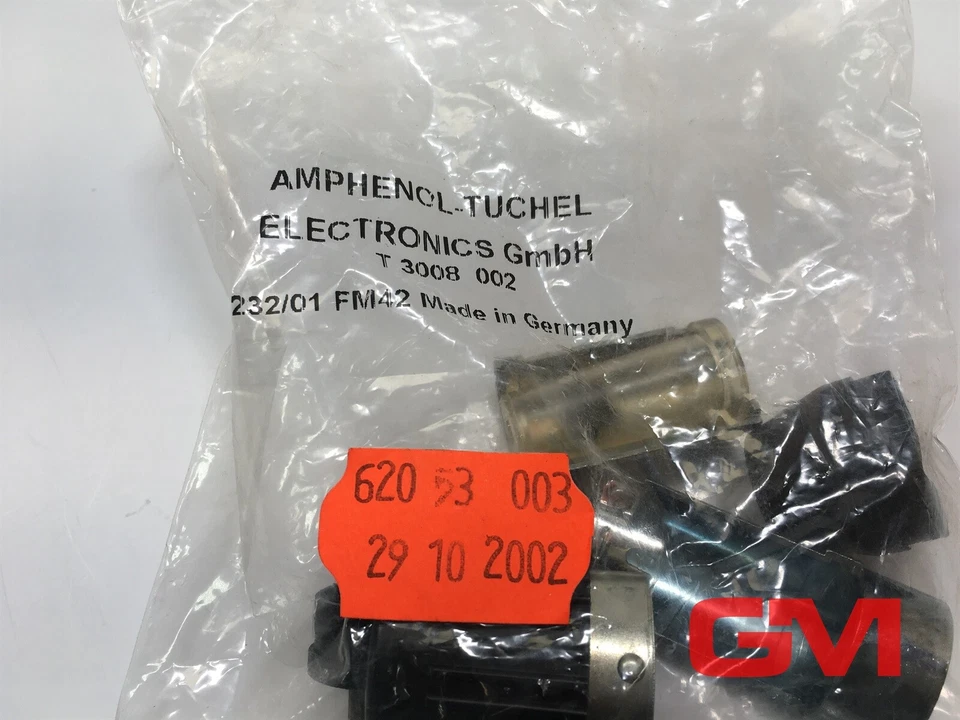 AMPHENOL-TUCHEL
ELECTRONICS GmbH
T 3008 002
232/01 FM42 Made in Germany
620 53 003
29 10 2002
GM